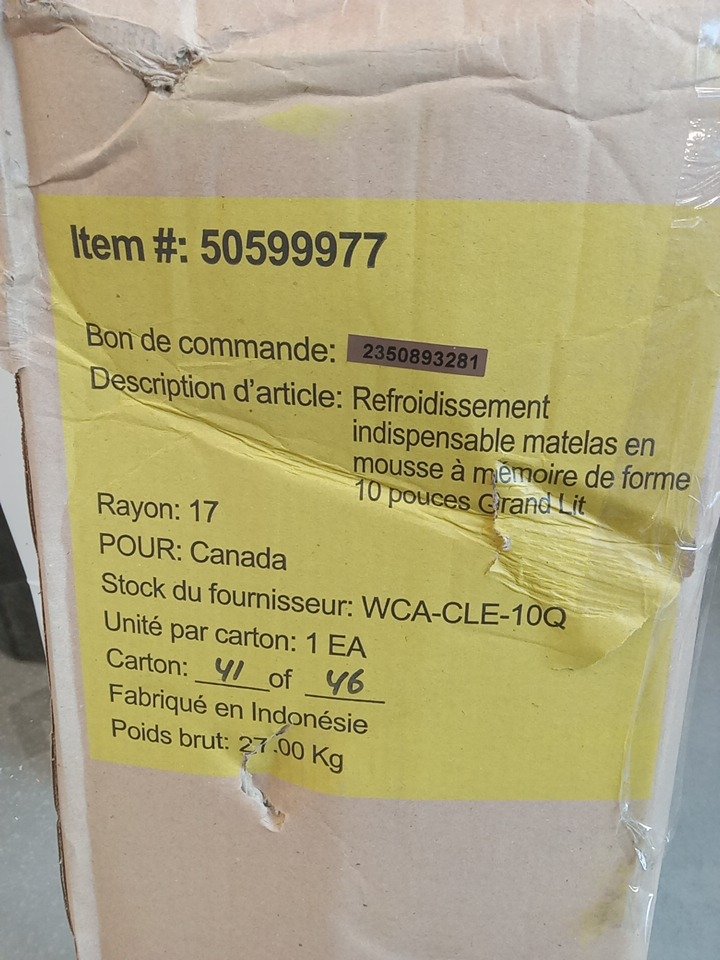 Item #: 50599977
Bon de commande: 2350893281
Description d'article: Refroidissement
indispensable matelas en
mousse à mémoire de forme
10 pouces Grand Lit
Rayon: 17
POUR: Canada
Stock du fournisseur: WCA-CLE-10Q
Unité par carton: 1 EA
Carton: 41 of 46
Fabriqué en Indonésie
Poids brut: 27.00 Kg